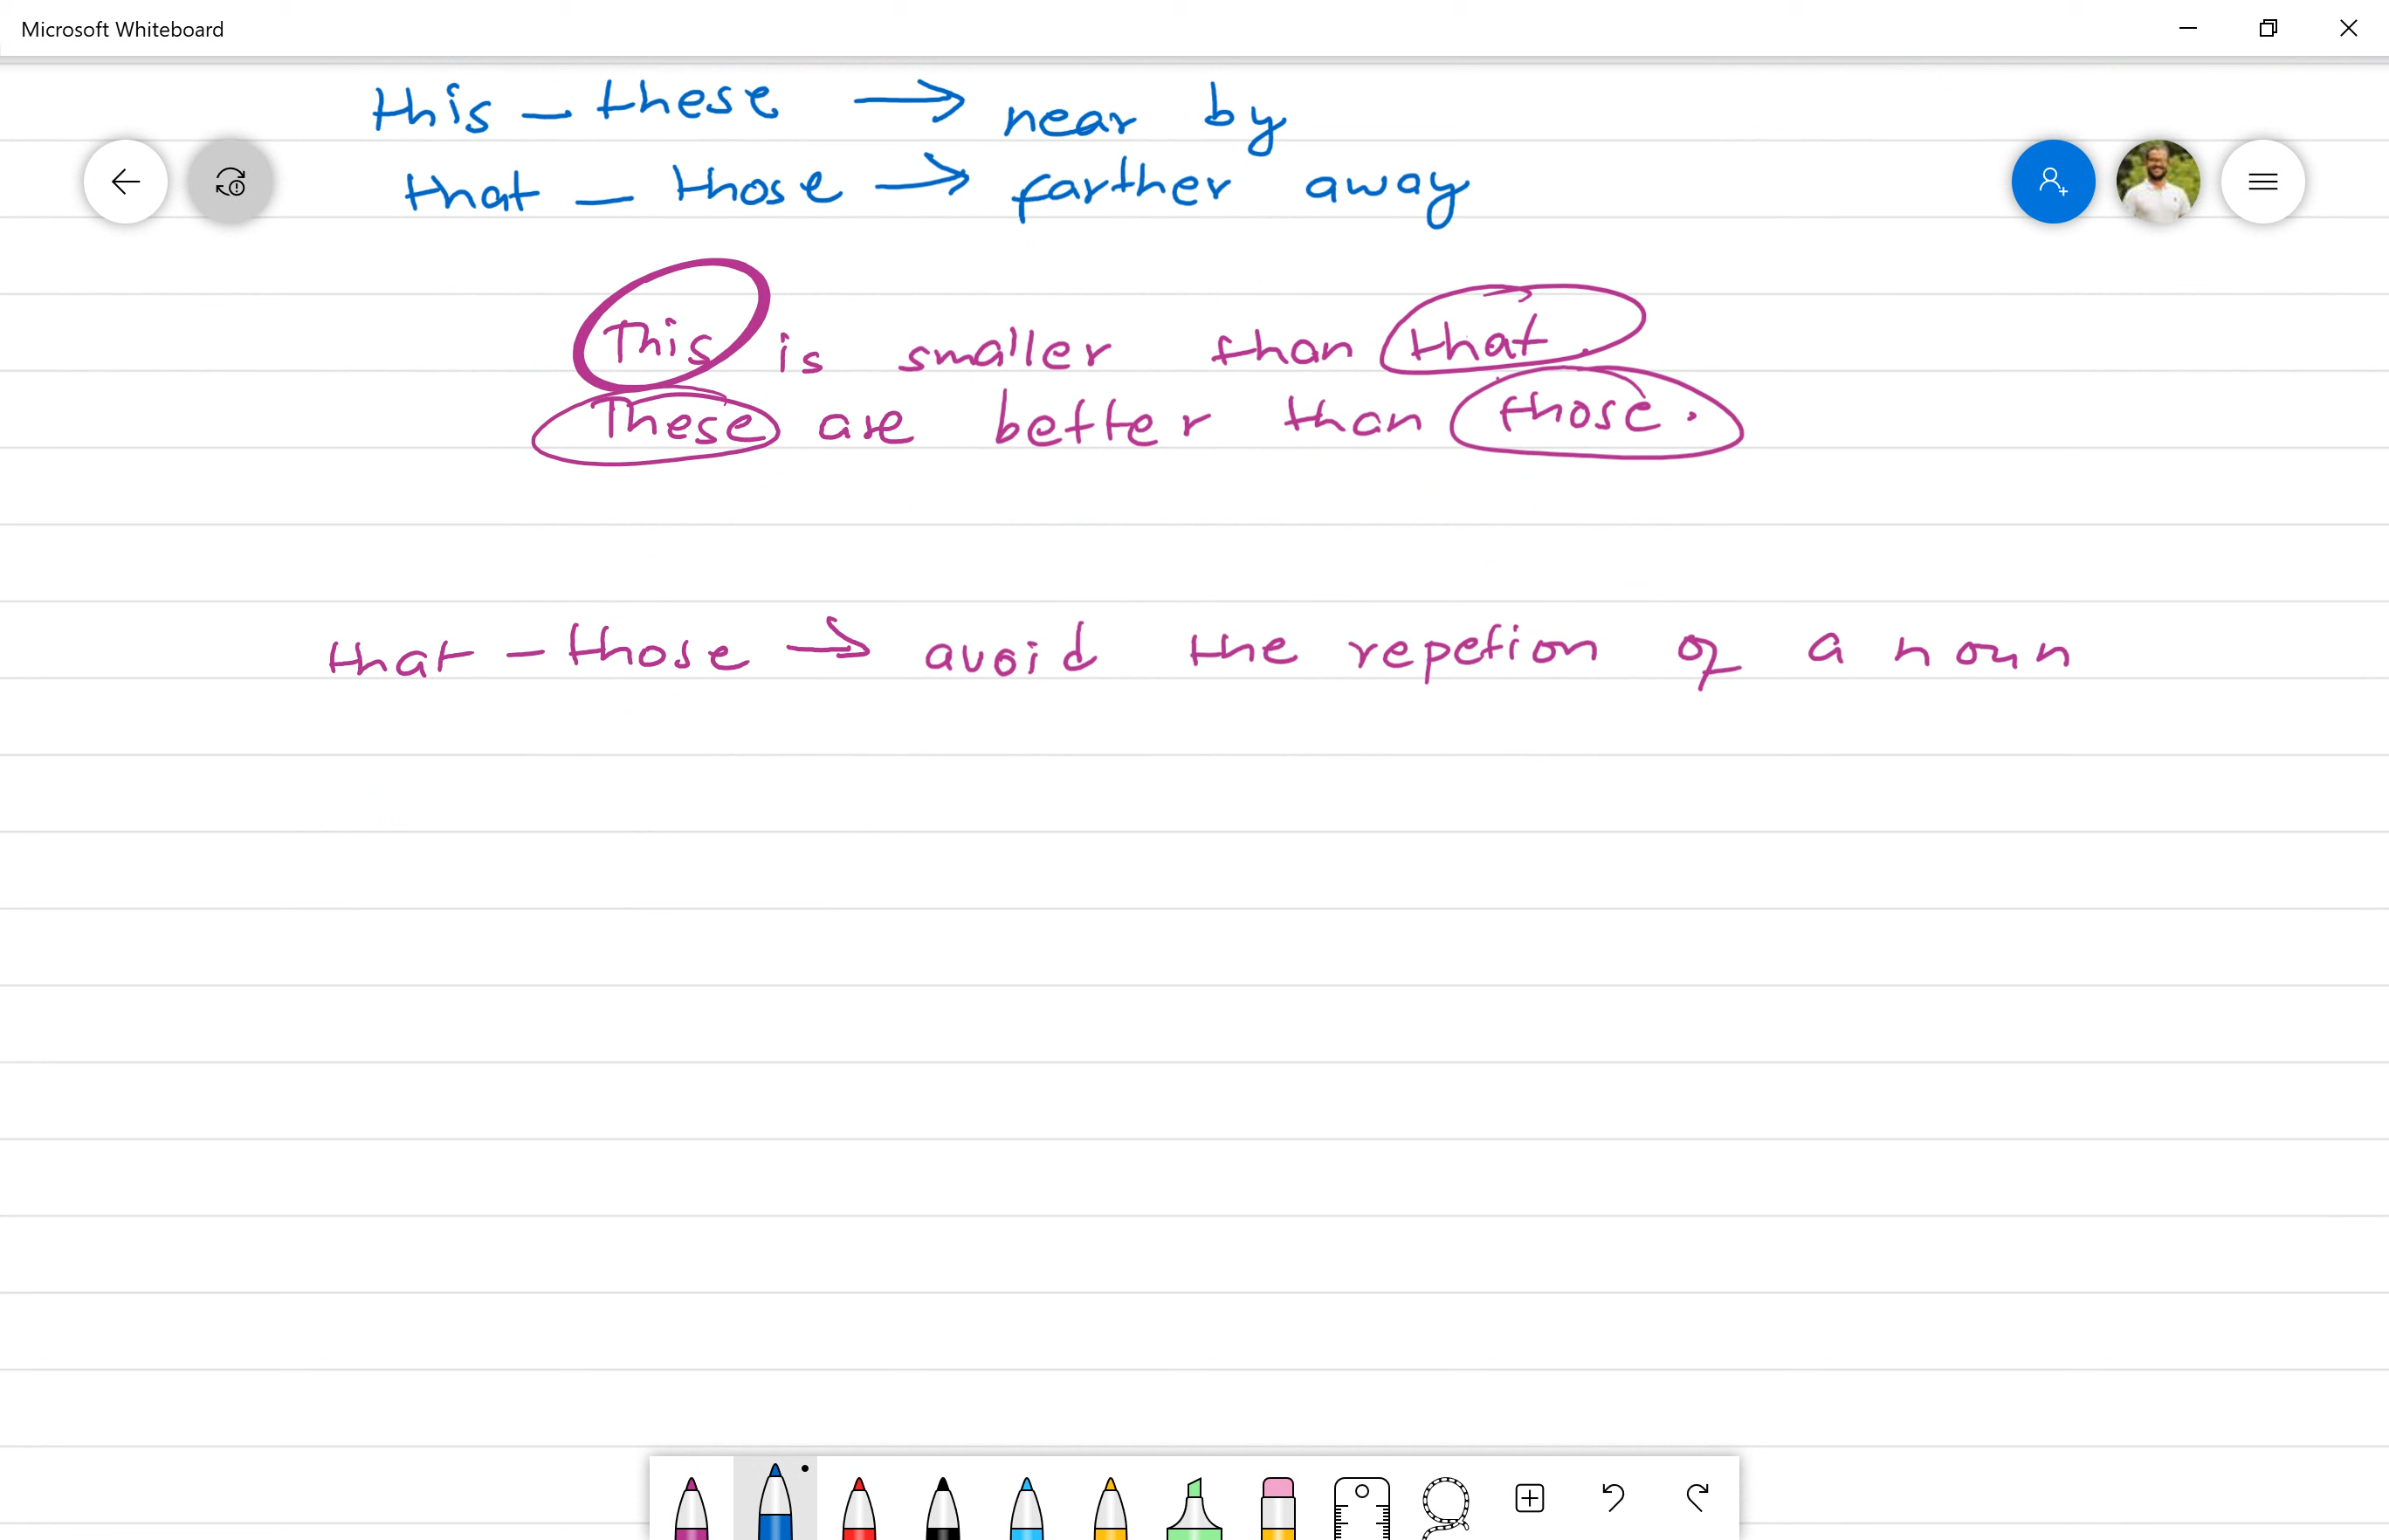 Microsoft Whiteboard
this - these → near by
that - those → farther away
This is smaller than that.
These are better than those.
that - those → avoid the repetion of a noun